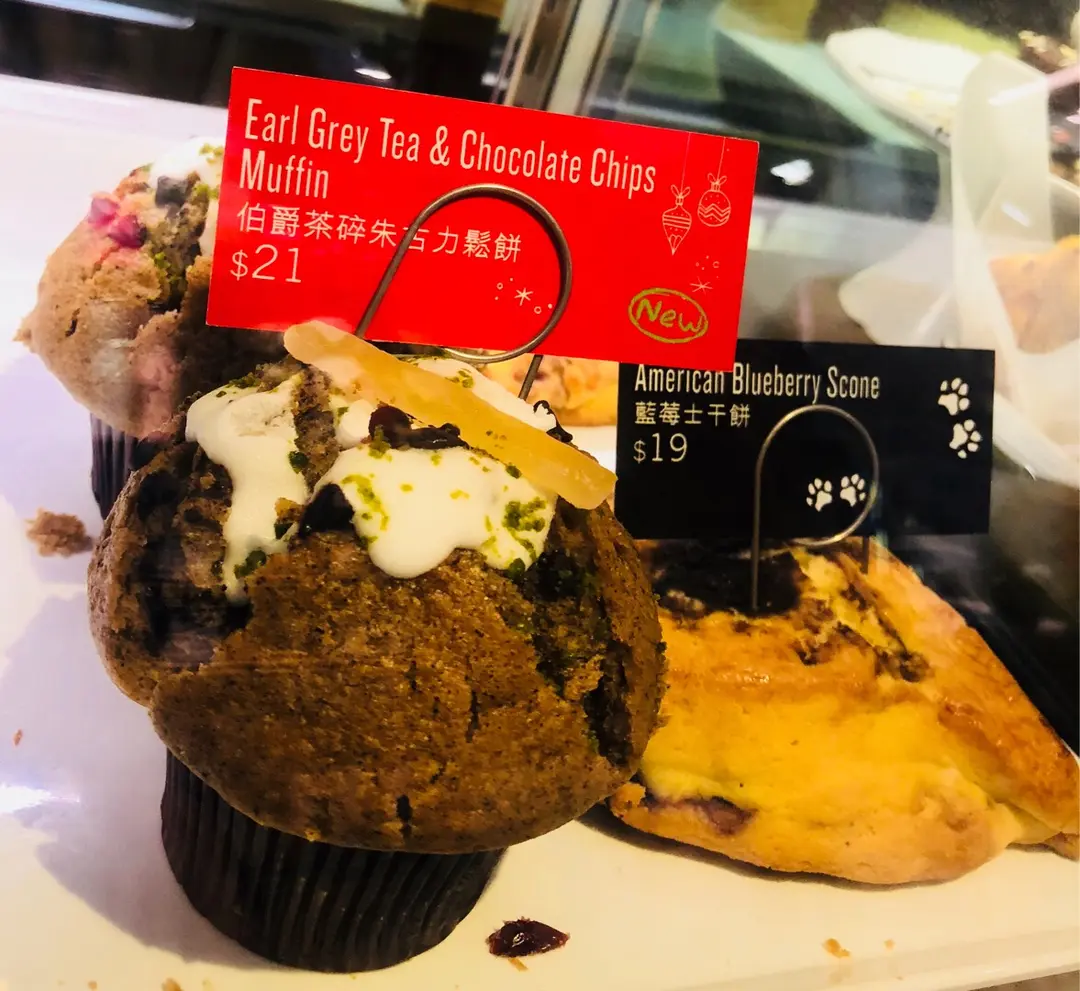 Earl Grey Tea & Chocolate Chips
Muffin
伯爵茶碎朱古力鬆餅
$21
New
American Blueberry Scone
藍莓士干餅
$19